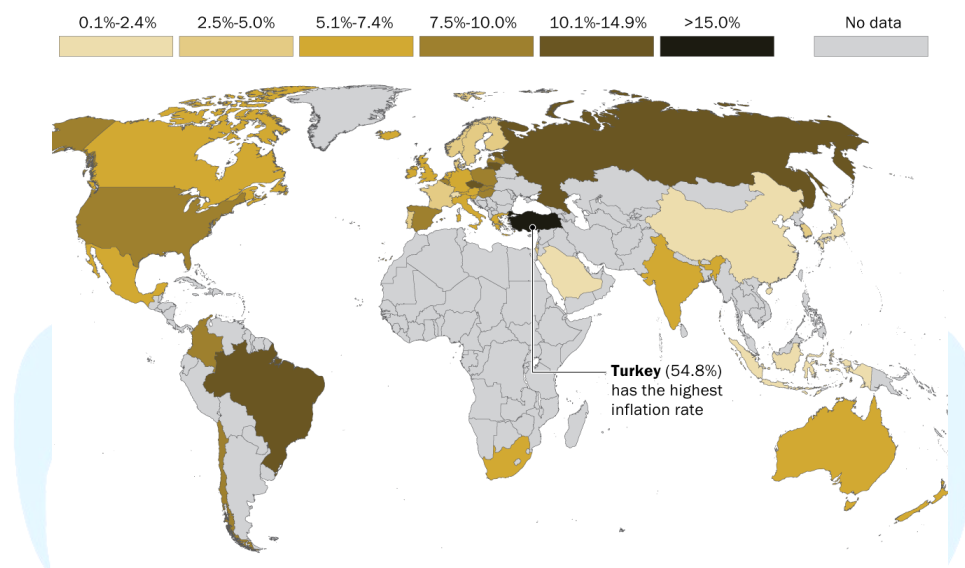 0.1%-2.4% 2.5%-5.0% 5.1%-7.4% 7.5%-10.0% 10.1%-14.9% >15.0% No data
Turkey (54.8%)
has the highest
inflation rate